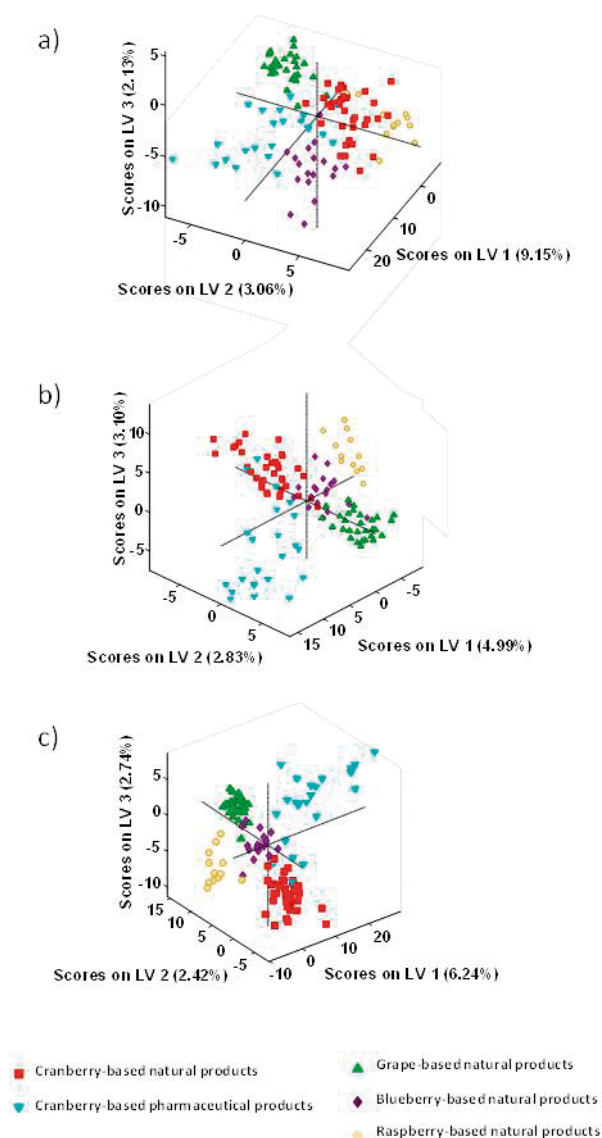 a)
Scores on LV 3 (2.13%)
5
0
-5
-10
-5
0
5
0
10
20
Scores on LV 1 (9.15%)
Scores on LV 2 (3.06%)
b)
Scores on LV 3 (3.10%)
10
5
0
-5
-5
0
5
15
10
5
0
-5
Scores on LV 2 (2.83%)
Scores on LV 1 (4.99%)
c)
Scores on LV 3 (2.74%)
5
0
-5
-10
15
10
5
0
-5
-10
0
10
20
Scores on LV 2 (2.42%)
Scores on LV 1 (6.24%)
Cranberry-based natural products
Grape-based natural products
Cranberry-based pharmaceutical products
Blueberry-based natural products
Raspberry-based natural products